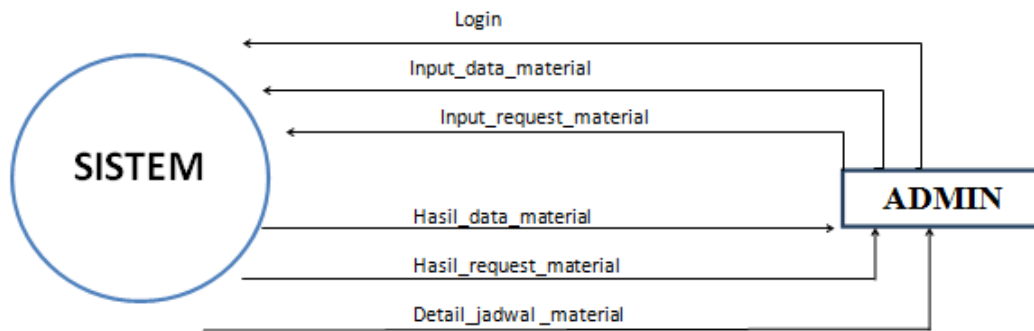 Login
Input_data_material
Input_request_material
SISTEM
ADMIN
Hasil_data_material
Hasil_request_material
Detail_jadwal _material